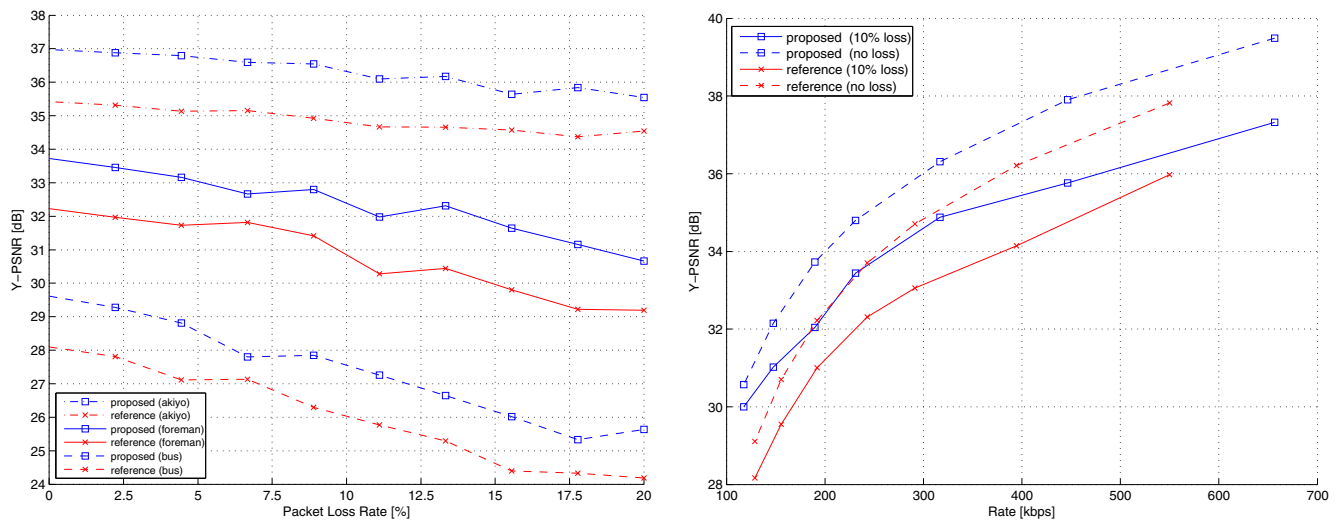 38
37
36
35
34
33
32
31
30
29
28
27
26
25
24
Y−PSNR [dB]
proposed (akiyo)
reference (akiyo)
proposed (foreman)
reference (foreman)
proposed (bus)
reference (bus)
0 2.5 5 7.5 10 12.5 15 17.5 20
Packet Loss Rate [%]
40
38
36
34
32
30
28
Y−PSNR [dB]
proposed (10% loss)
proposed (no loss)
reference (10% loss)
reference (no loss)
100 200 300 400 500 600 700
Rate [kbps]